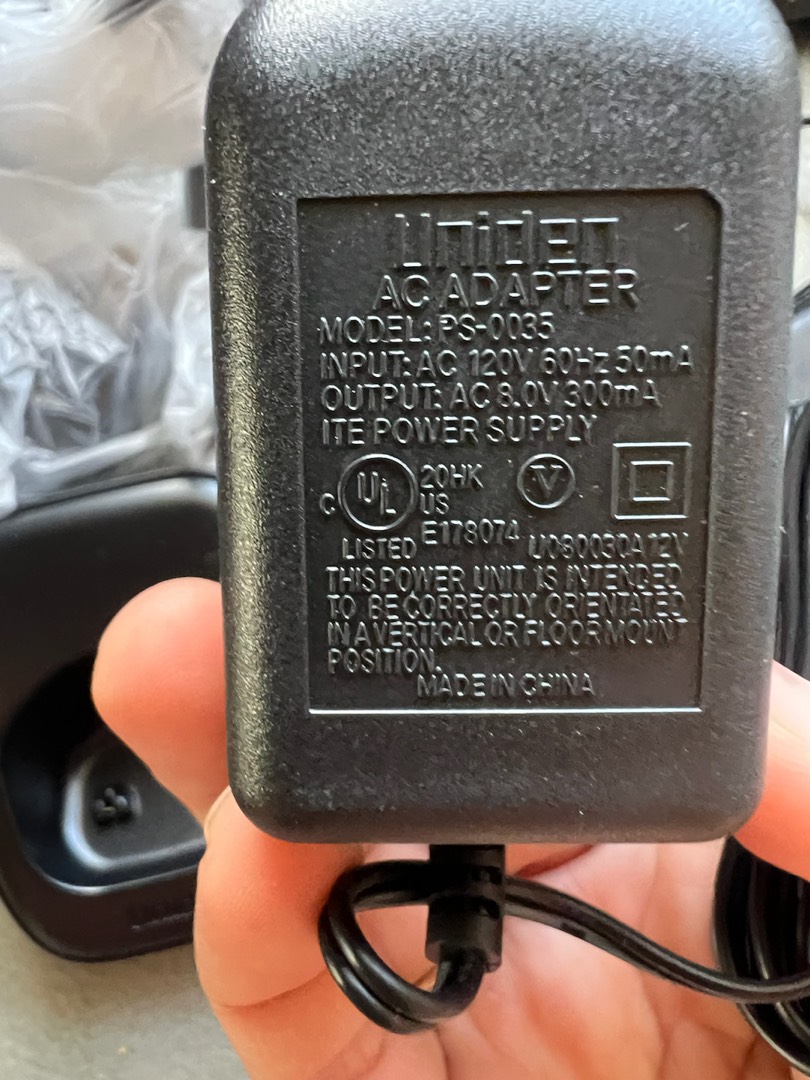 Uniden
AC ADAPTER
MODEL: PS-0035
INPUT: AC 120V 60Hz 50mA
OUTPUT: AC 8.0V 300mA
ITE POWER SUPPLY
C UL US 20HK V
LISTED E178074 U080030A12V
THIS POWER UNIT IS INTENDED
TO BE CORRECTLY ORIENTATED
IN A VERTICAL OR FLOOR MOUNT
POSITION.
MADE IN CHINA